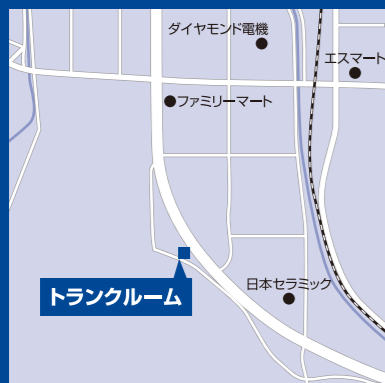 ダイヤモンド電機
エスマート
ファミリーマート
日本セラミック
トランクルーム